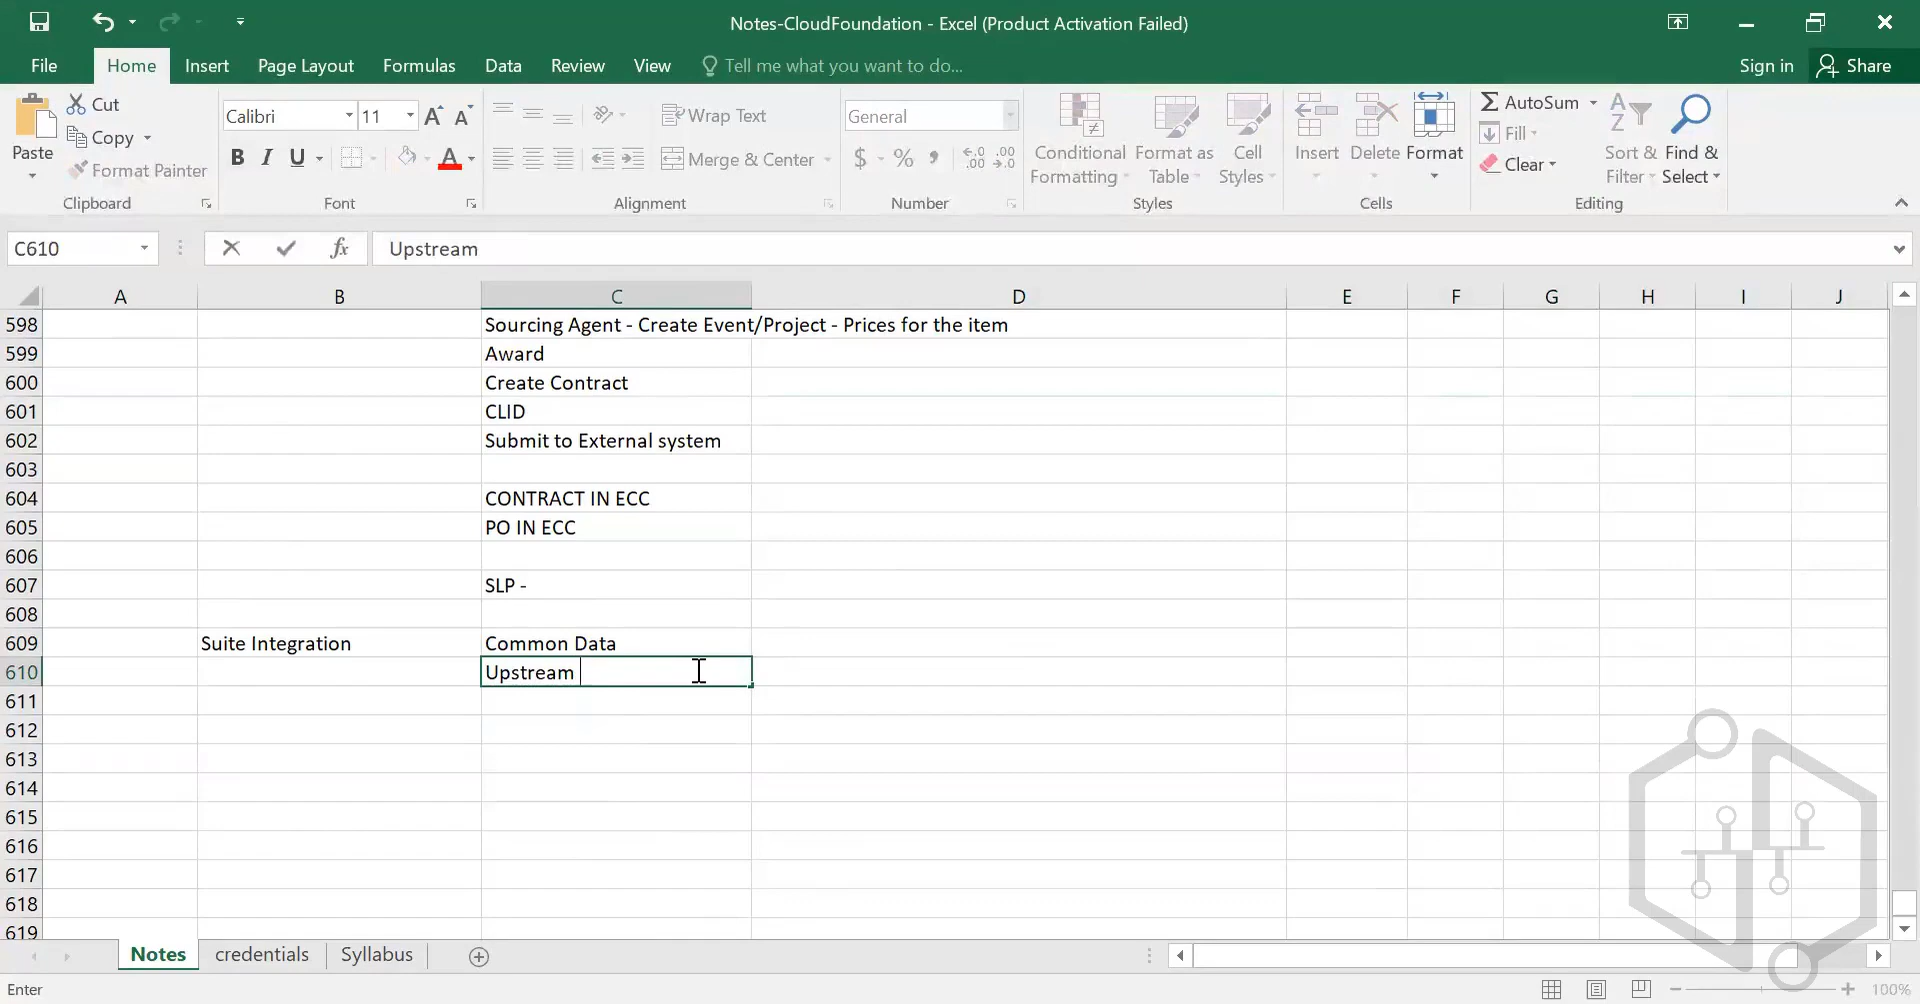 Notes-CloudFoundation - Excel (Product Activation Failed)
File Home Insert Page Layout Formulas Data Review View Tell me what you want to do... Sign in Share
Paste Cut Copy Format Painter Clipboard
Calibri 11 A A B I U A Font
Wrap Text Merge & Center Alignment
General $ % , ←.0 .00 .00 →.0 Number
Conditional Formatting Format as Table Cell Styles Styles
Insert Delete Format Cells
AutoSum Fill Clear Sort & Filter Find & Select Editing
C610 fx Upstream
A B C D E F G H I J
598 Sourcing Agent - Create Event/Project - Prices for the item
599 Award
600 Create Contract
601 CLID
602 Submit to External system
603
604 CONTRACT IN ECC
605 PO IN ECC
606
607 SLP -
608
609 Suite Integration Common Data
610 Upstream
611
612
613
614
615
616
617
618
619
Notes credentials Syllabus
Enter 100%